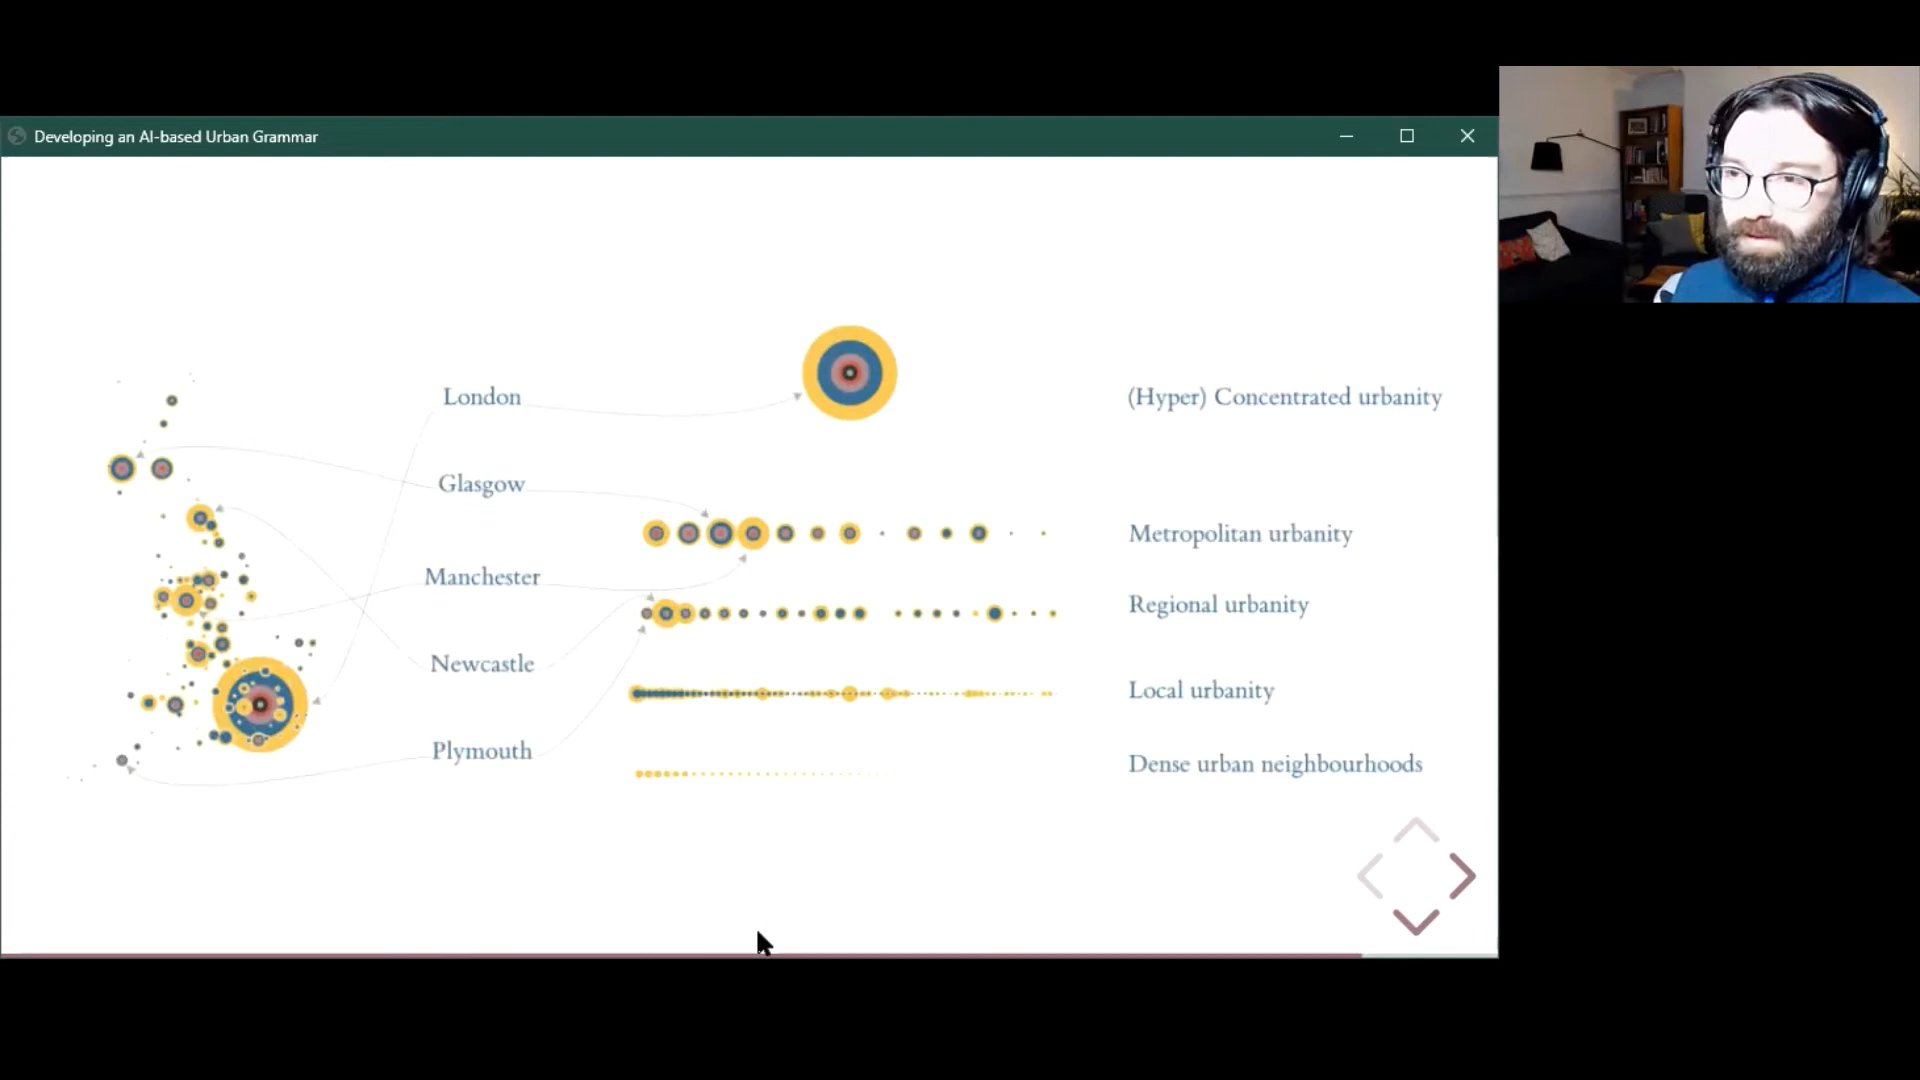 Developing an AI-based Urban Grammar
London
(Hyper) Concentrated urbanity
Glasgow
Metropolitan urbanity
Manchester
Regional urbanity
Newcastle
Local urbanity
Plymouth
Dense urban neighbourhoods